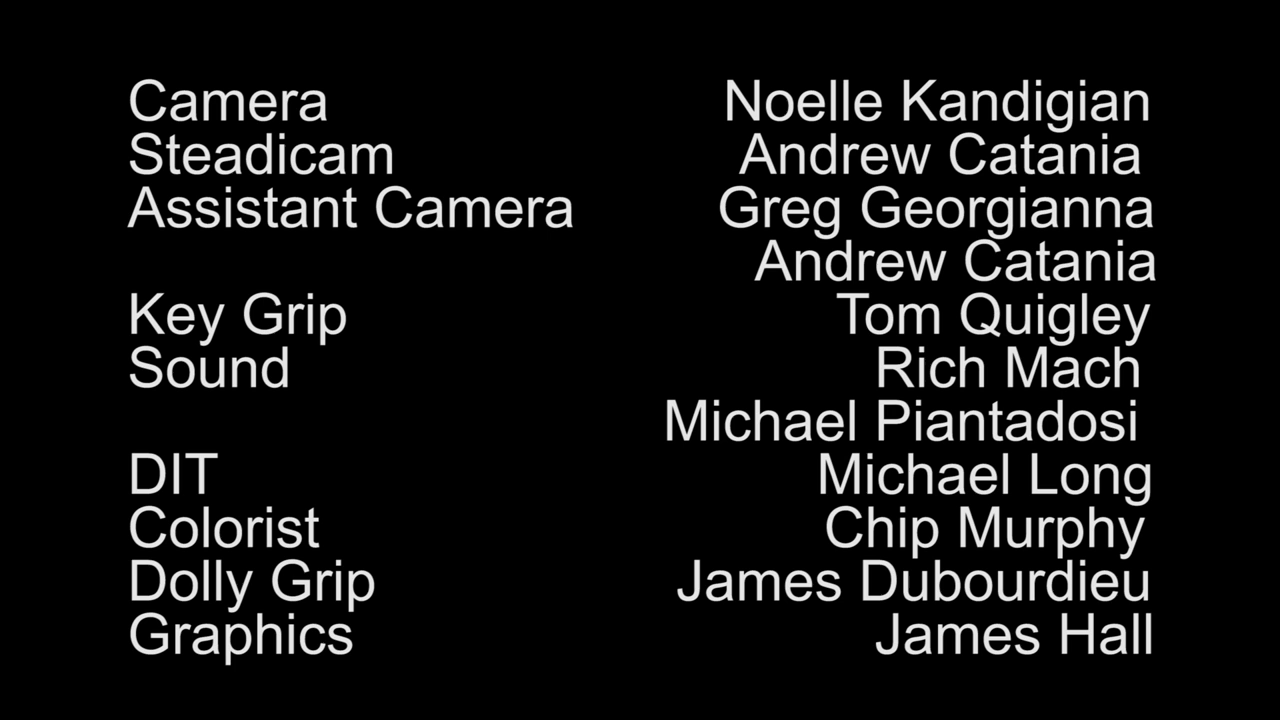 Camera Noelle Kandigian
Steadicam Andrew Catania
Assistant Camera Greg Georgianna
Andrew Catania
Key Grip Tom Quigley
Sound Rich Mach
Michael Piantadosi
DIT Michael Long
Colorist Chip Murphy
Dolly Grip James Dubourdieu
Graphics James Hall